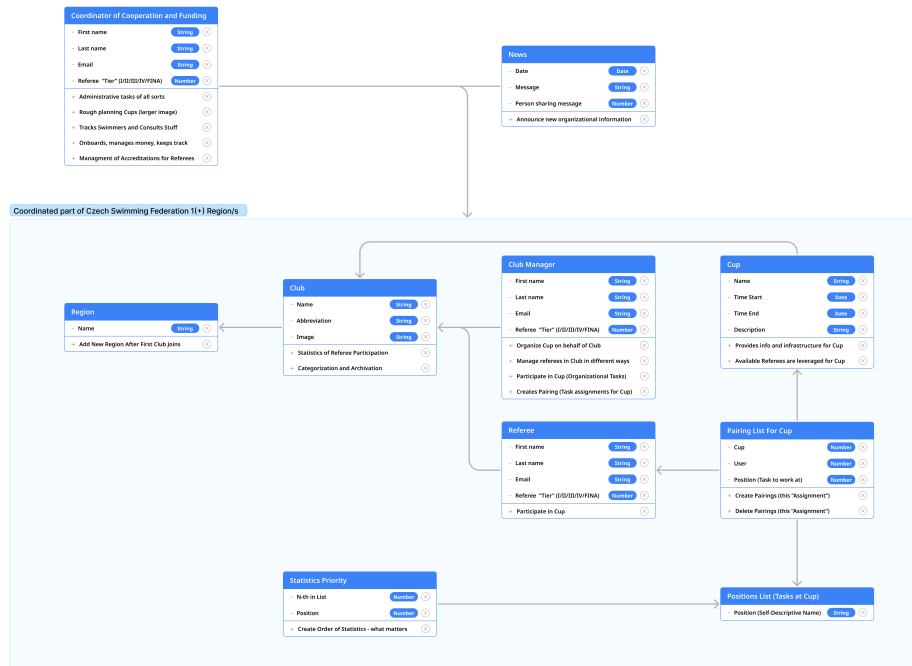 Coordinator of Cooperation and Funding
- First name String
- Last name String
- Email String
- Referee "Tier" (I/II/III/IV/FINA) Number
+ Administrative tasks of all sorts
+ Rough planning Cups (larger image)
+ Tracks Swimmers and Consults Stuff
+ Onboards, manages money, keeps track
+ Managment of Accreditations for Referees
News
- Date Date
- Message String
- Person sharing message Number
+ Announce new organizational information
Coordinated part of Czech Swimming Federation 1(+) Region/s
Region
- Name String
+ Add New Region After First Club Joins
Club
- Name String
- Abbreviation String
- Image String
+ Statistics of Referee Participation
+ Categorization and Archivation
Club Manager
- First name String
- Last name String
- Email String
- Referee "Tier" (I/II/III/IV/FINA) Number
+ Organize Cup on behalf of Club
+ Manage referees in Club in different ways
+ Participate in Cup (Organizational Tasks)
+ Creates Pairing (Task assignments for Cup)
Cup
- Name String
- Time Start Date
- Time End Date
- Description String
+ Provides info and infrastructure for Cup
+ Available Referees are leveraged for Cup
Referee
- First name String
- Last name String
- Email String
- Referee "Tier" (I/II/III/IV/FINA) Number
+ Participate in Cup
Pairing List For Cup
- Cup Number
- User Number
- Position (Task to work at) Number
+ Create Pairings (this "Assignment")
+ Delete Pairings (this "Assignment")
Statistics Priority
- N-th in List Number
- Position Number
+ Create Order of Statistics - what matters
Positions List (Tasks at Cup)
- Position (Self-Descriptive Name) String